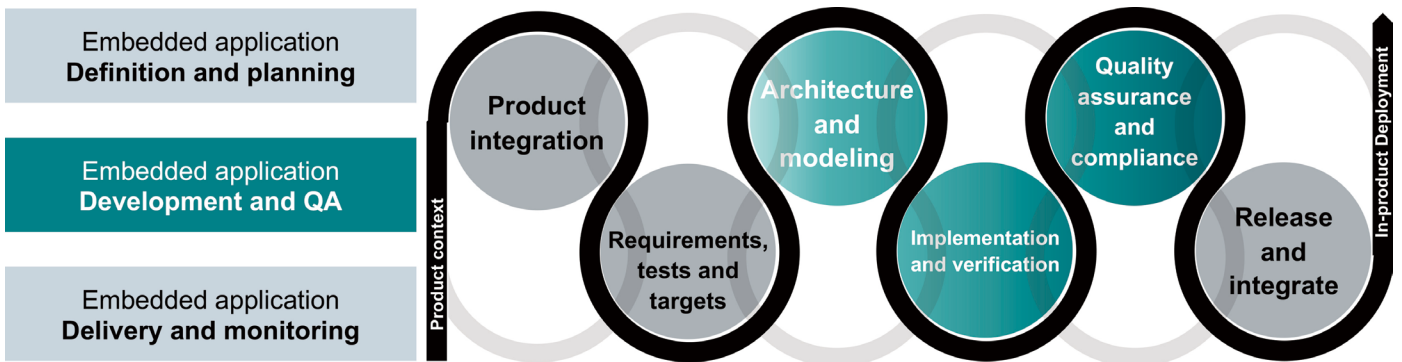 Embedded application
Definition and planning
Embedded application
Development and QA
Embedded application
Delivery and monitoring
Product context
Product
integration
Requirements,
tests and
targets
Architecture
and
modeling
Implementation
and verification
Quality
assurance
and
compliance
Release
and
integrate
In-product Deployment